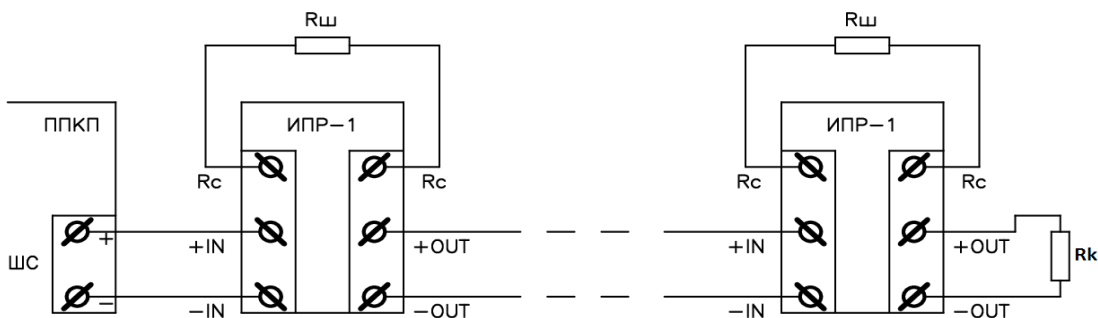 Rш
Rш
ППКП
ИПР-1
ИПР-1
Rc
Rc
Rc
Rc
+
+IN
+OUT
+IN
+OUT
ШС
Rk
−
−IN
−OUT
−IN
−OUT